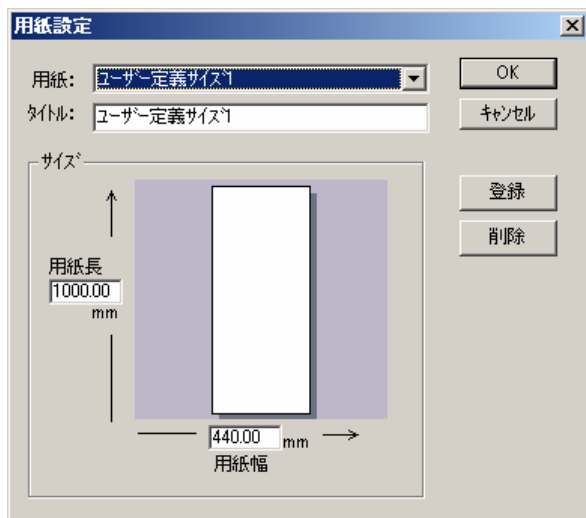 用紙設定
用紙: ユーザー定義サイズ1
OK
タイトル: ユーザー定義サイズ1
キャンセル
サイズ
登録
削除
用紙長
1000.00
mm
440.00 mm
用紙幅